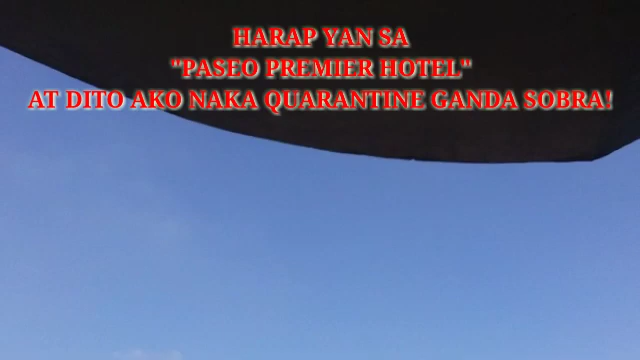 HARAP YAN SA
"PASEO PREMIER HOTEL"
AT DITO AKO NAKA QUARANTINE GANDA SOBRA!